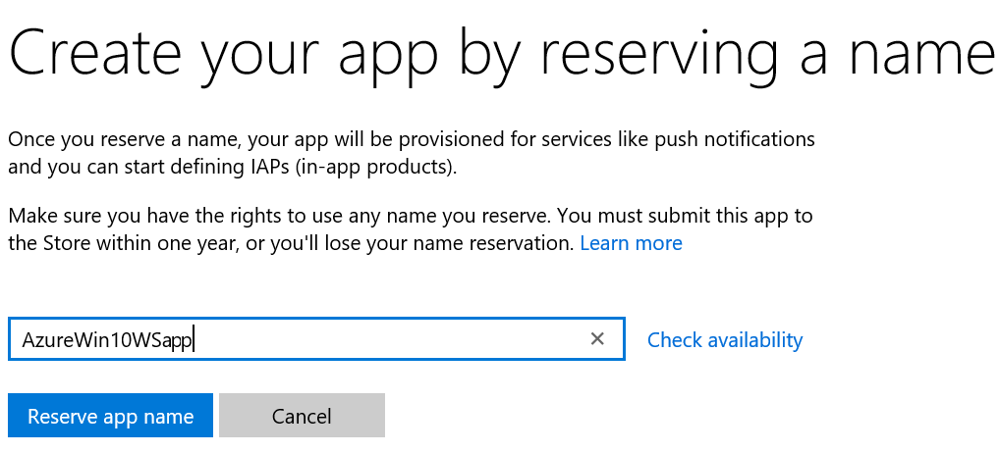 Create your app by reserving a name
Once you reserve a name, your app will be provisioned for services like push notifications
and you can start defining IAPs (in-app products).
Make sure you have the rights to use any name you reserve. You must submit this app to
the Store within one year, or you'll lose your name reservation. Learn more
AzureWin10WSapp Check availability
Reserve app name Cancel